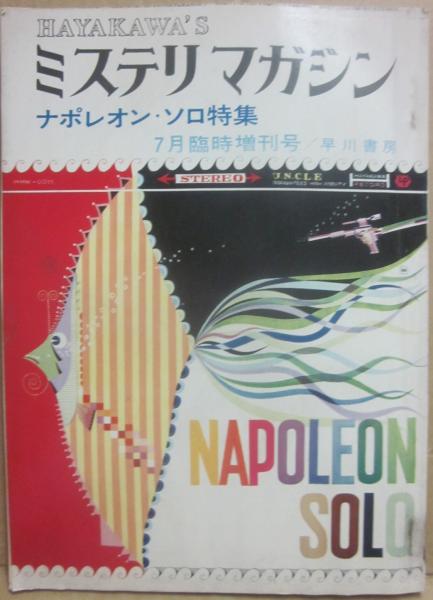 HAYAKAWA'S
ミステリマガジン
ナポレオン・ソロ特集
7月臨時増刊号/早川書房
STEREO
U.N.C.L.E
NAPOLEON
SOLO